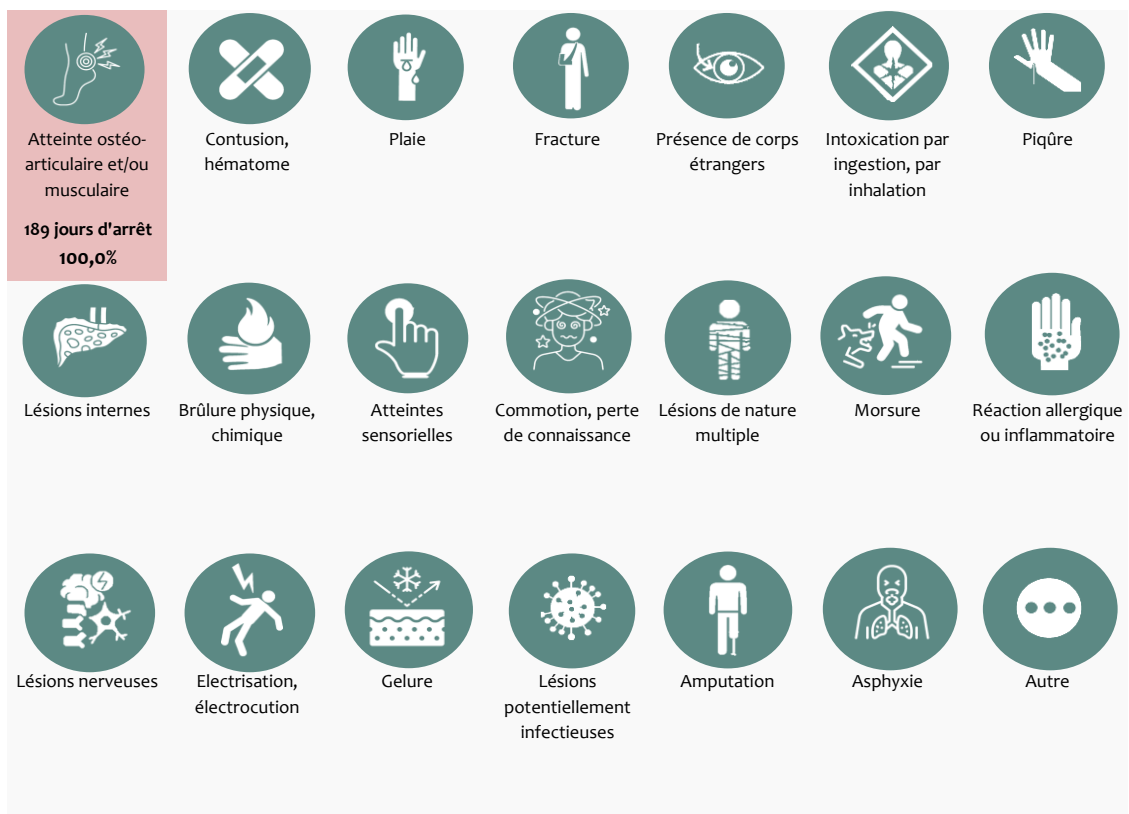 Atteinte ostéo-
articulaire et/ou
musculaire
189 jours d'arrêt
100,0%
Contusion,
hématome
Plaie
Fracture
Présence de corps
étrangers
Intoxication par
ingestion, par
inhalation
Piqûre
Lésions internes
Brûlure physique,
chimique
Atteintes
sensorielles
Commotion, perte
de connaissance
Lésions de nature
multiple
Morsure
Réaction allergique
ou inflammatoire
Lésions nerveuses
Electrisation,
électrocution
Gelure
Lésions
potentiellement
infectieuses
Amputation
Asphyxie
Autre